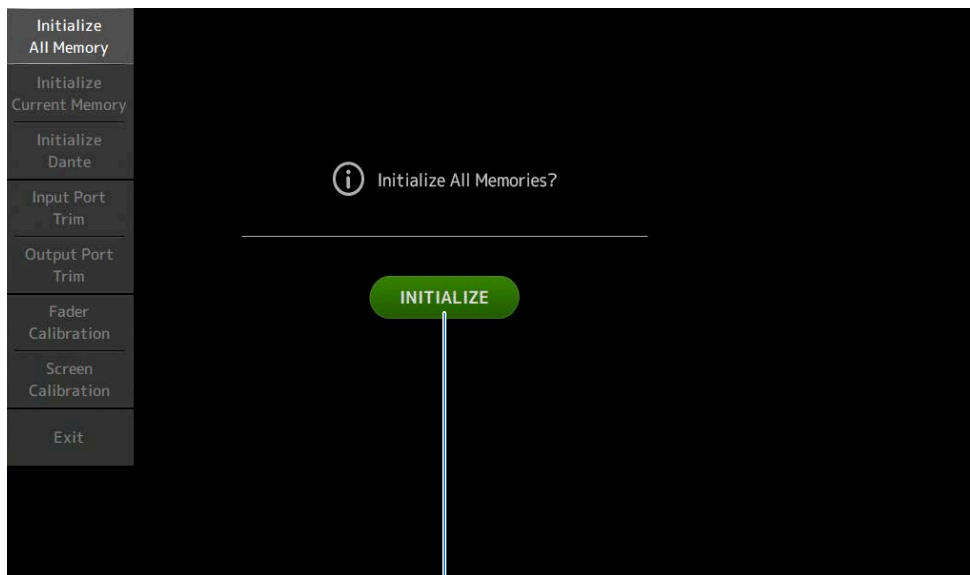 Initialize
All Memory
Initialize
Current Memory
Initialize
Dante
Input Port
Trim
Output Port
Trim
Fader
Calibration
Screen
Calibration
Exit
Initialize All Memories?
INITIALIZE